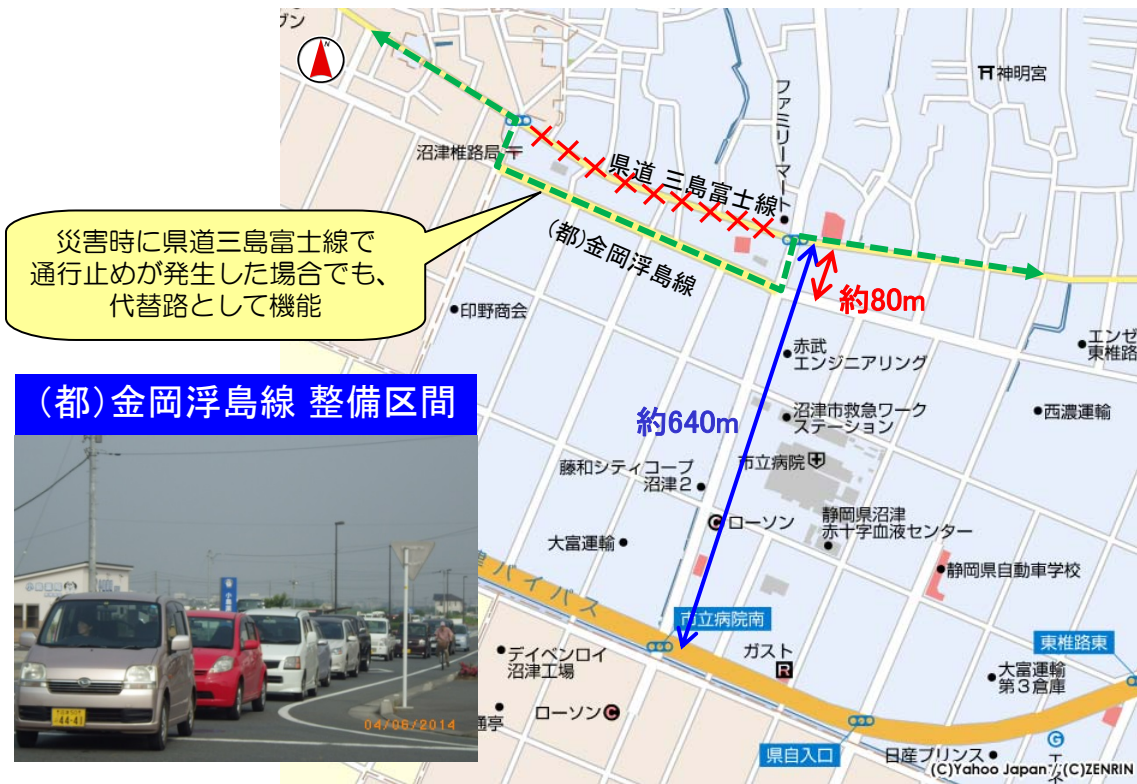 ブン
N
神明宮
ファミリーマート
沼津椎路局
県道 三島富士線
(都)金岡浮島線
災害時に県道三島富士線で
通行止めが発生した場合でも、
代替路として機能
約80m
印野商会
赤武
エンジニアリング
エンゼ
東椎路
(都)金岡浮島線 整備区間
約640m
沼津市救急ワーク
ステーション
西濃運輸
藤和シティコープ
沼津2
市立病院
ローソン
静岡県沼津
赤十字血液センター
大富運輸
静岡県自動車学校
津バイパス
市立病院南
東椎路東
デイベンロイ
沼津工場
ガスト
R
大富運輸
第3倉庫
通亭
ローソン
県自入口
日産プリンス
G
44-41
04/06/2014
(C)Yahoo Japan,(C)ZENRIN